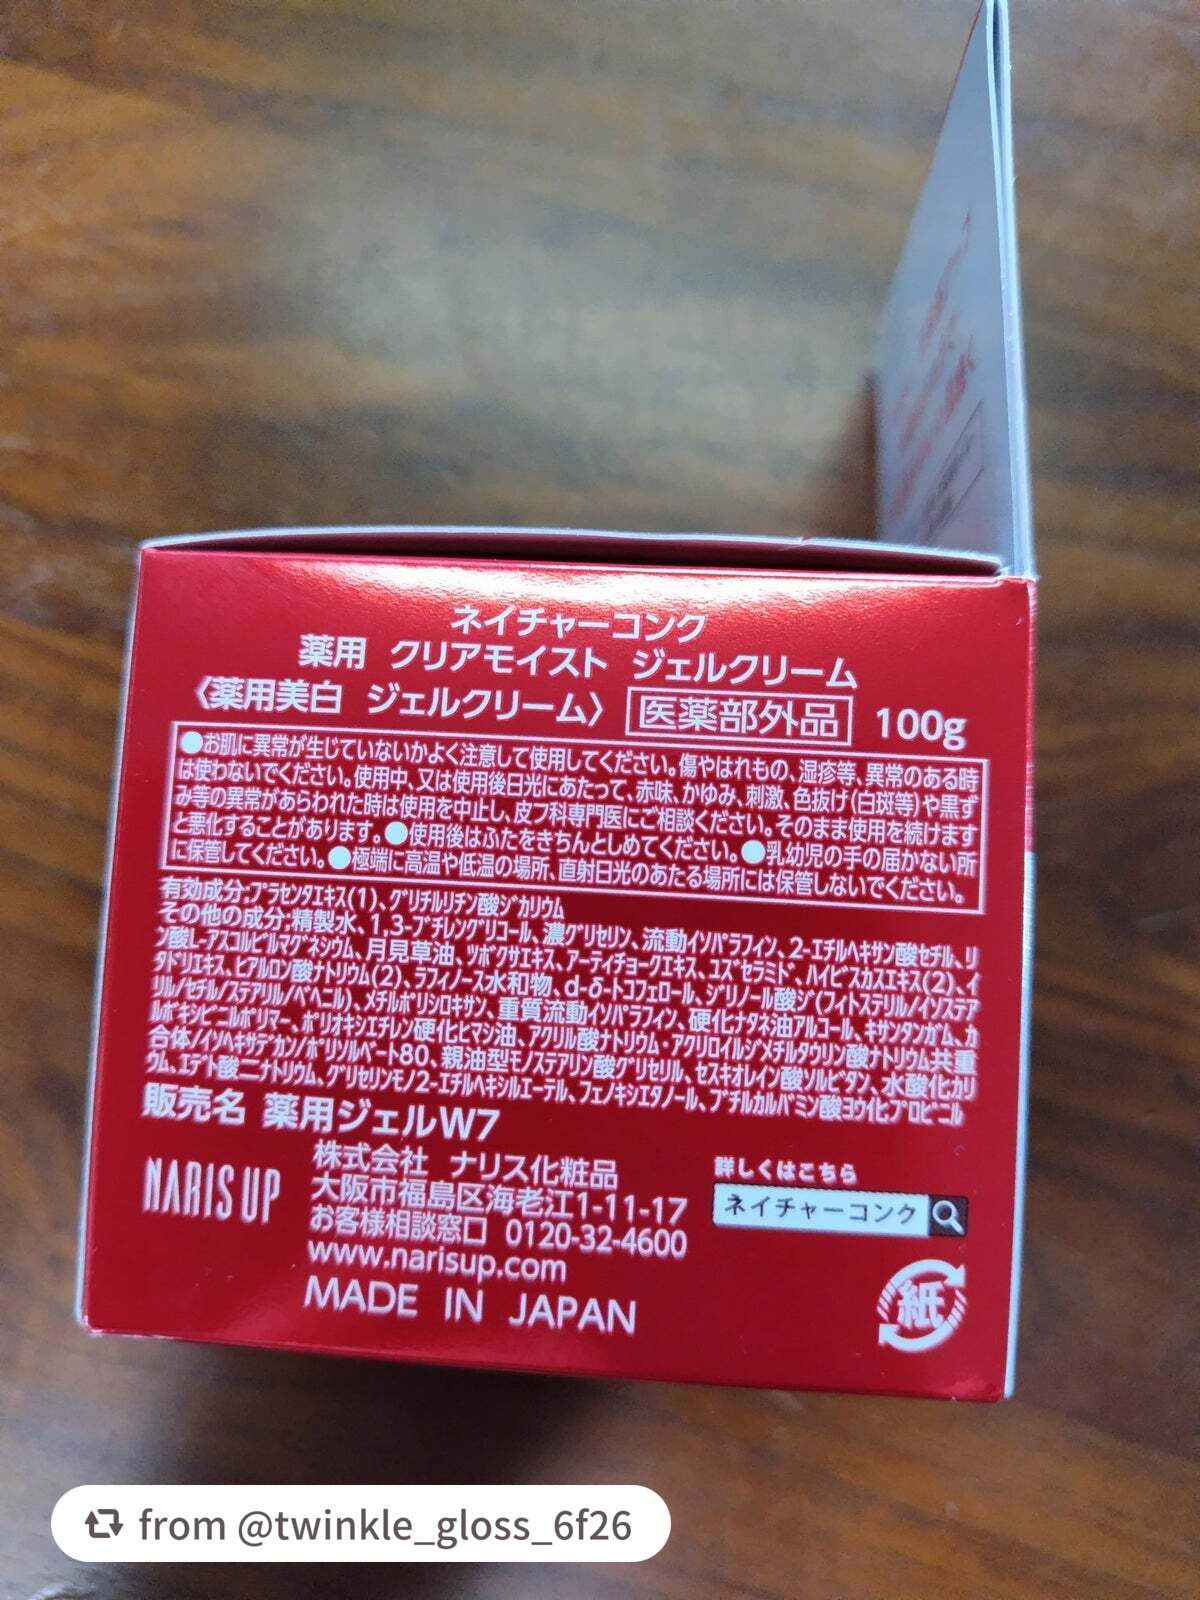 ネイチャーコンク
薬用 クリアモイスト ジェルクリーム
〈薬用美白 ジェルクリーム〉 医薬部外品 100g
●お肌に異常が生じていないかよく注意して使用してください。傷やはれもの、湿疹等、異常のある時
は使わないでください。使用中、又は使用後日光にあたって、赤味、かゆみ、刺激、色抜け(白斑等)や黒ず
み等の異常があらわれた時は使用を中止し、皮フ科専門医にご相談ください。そのまま使用を続けます
と悪化することがあります。●使用後はふたをきちんとしめてください。●乳幼児の手の届かない所
に保管してください。●極端に高温や低温の場所、直射日光のあたる場所には保管しないでください。
有効成分:プラセンタエキス(1)、グリチルリチン酸ジカリウム
その他の成分:精製水、1,3-ブチレングリコール、濃グリセリン、流動イソパラフィン、2-エチルヘキサン酸セチル、リ
ン酸L-アスコルビルマグネシウム、月見草油、ツボクサエキス、アーティチョークエキス、ユズセラミド、ハイビスカスエキス(2)、イ
タドリエキス、ヒアルロン酸ナトリウム(2)、ラフィノース水和物、d-δ-トコフェロール、ジリノール酸ジ(フィトステリル/イソステア
リル/セチル/ステアリル/ベヘニル)、メチルポリシロキサン、重質流動イソパラフィン、硬化ナタネ油アルコール、キサンタンガム、カ
ルボキシビニルポリマー、ポリオキシエチレン硬化ヒマシ油、アクリル酸ナトリウム・アクリロイルジメチルタウリン酸ナトリウム共重
合体/イソヘキサデカン/ポリソルベート80、親油型モノステアリン酸グリセリル、セスキオレイン酸ソルビタン、水酸化カリ
ウム、エデト酸二ナトリウム、グリセリンモノ2-エチルヘキシルエーテル、フェノキシエタノール、ブチルカルバミン酸ヨウ化プロピニル
販売名 薬用ジェルW7
NARIS UP
株式会社 ナリス化粧品
大阪市福島区海老江1-11-17
お客様相談窓口 0120-32-4600
www.narisup.com
MADE IN JAPAN
詳しくはこちら
ネイチャーコンク
紙
from @twinkle_gloss_6f26